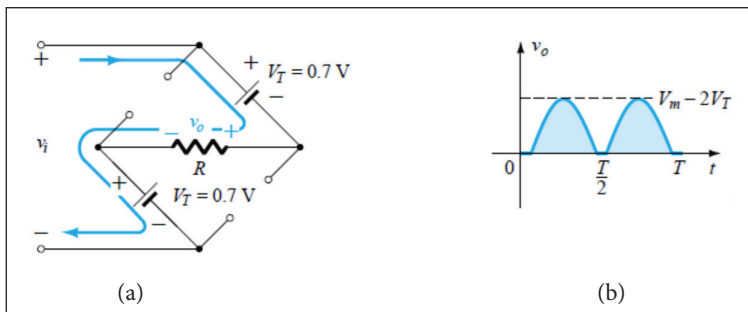 +
+
V_T = 0.7 V
−
v_i
− v_o +
R
+
V_T = 0.7 V
−
−
(a)
v_o
V_m − 2V_T
0
T/2
T
t
(b)